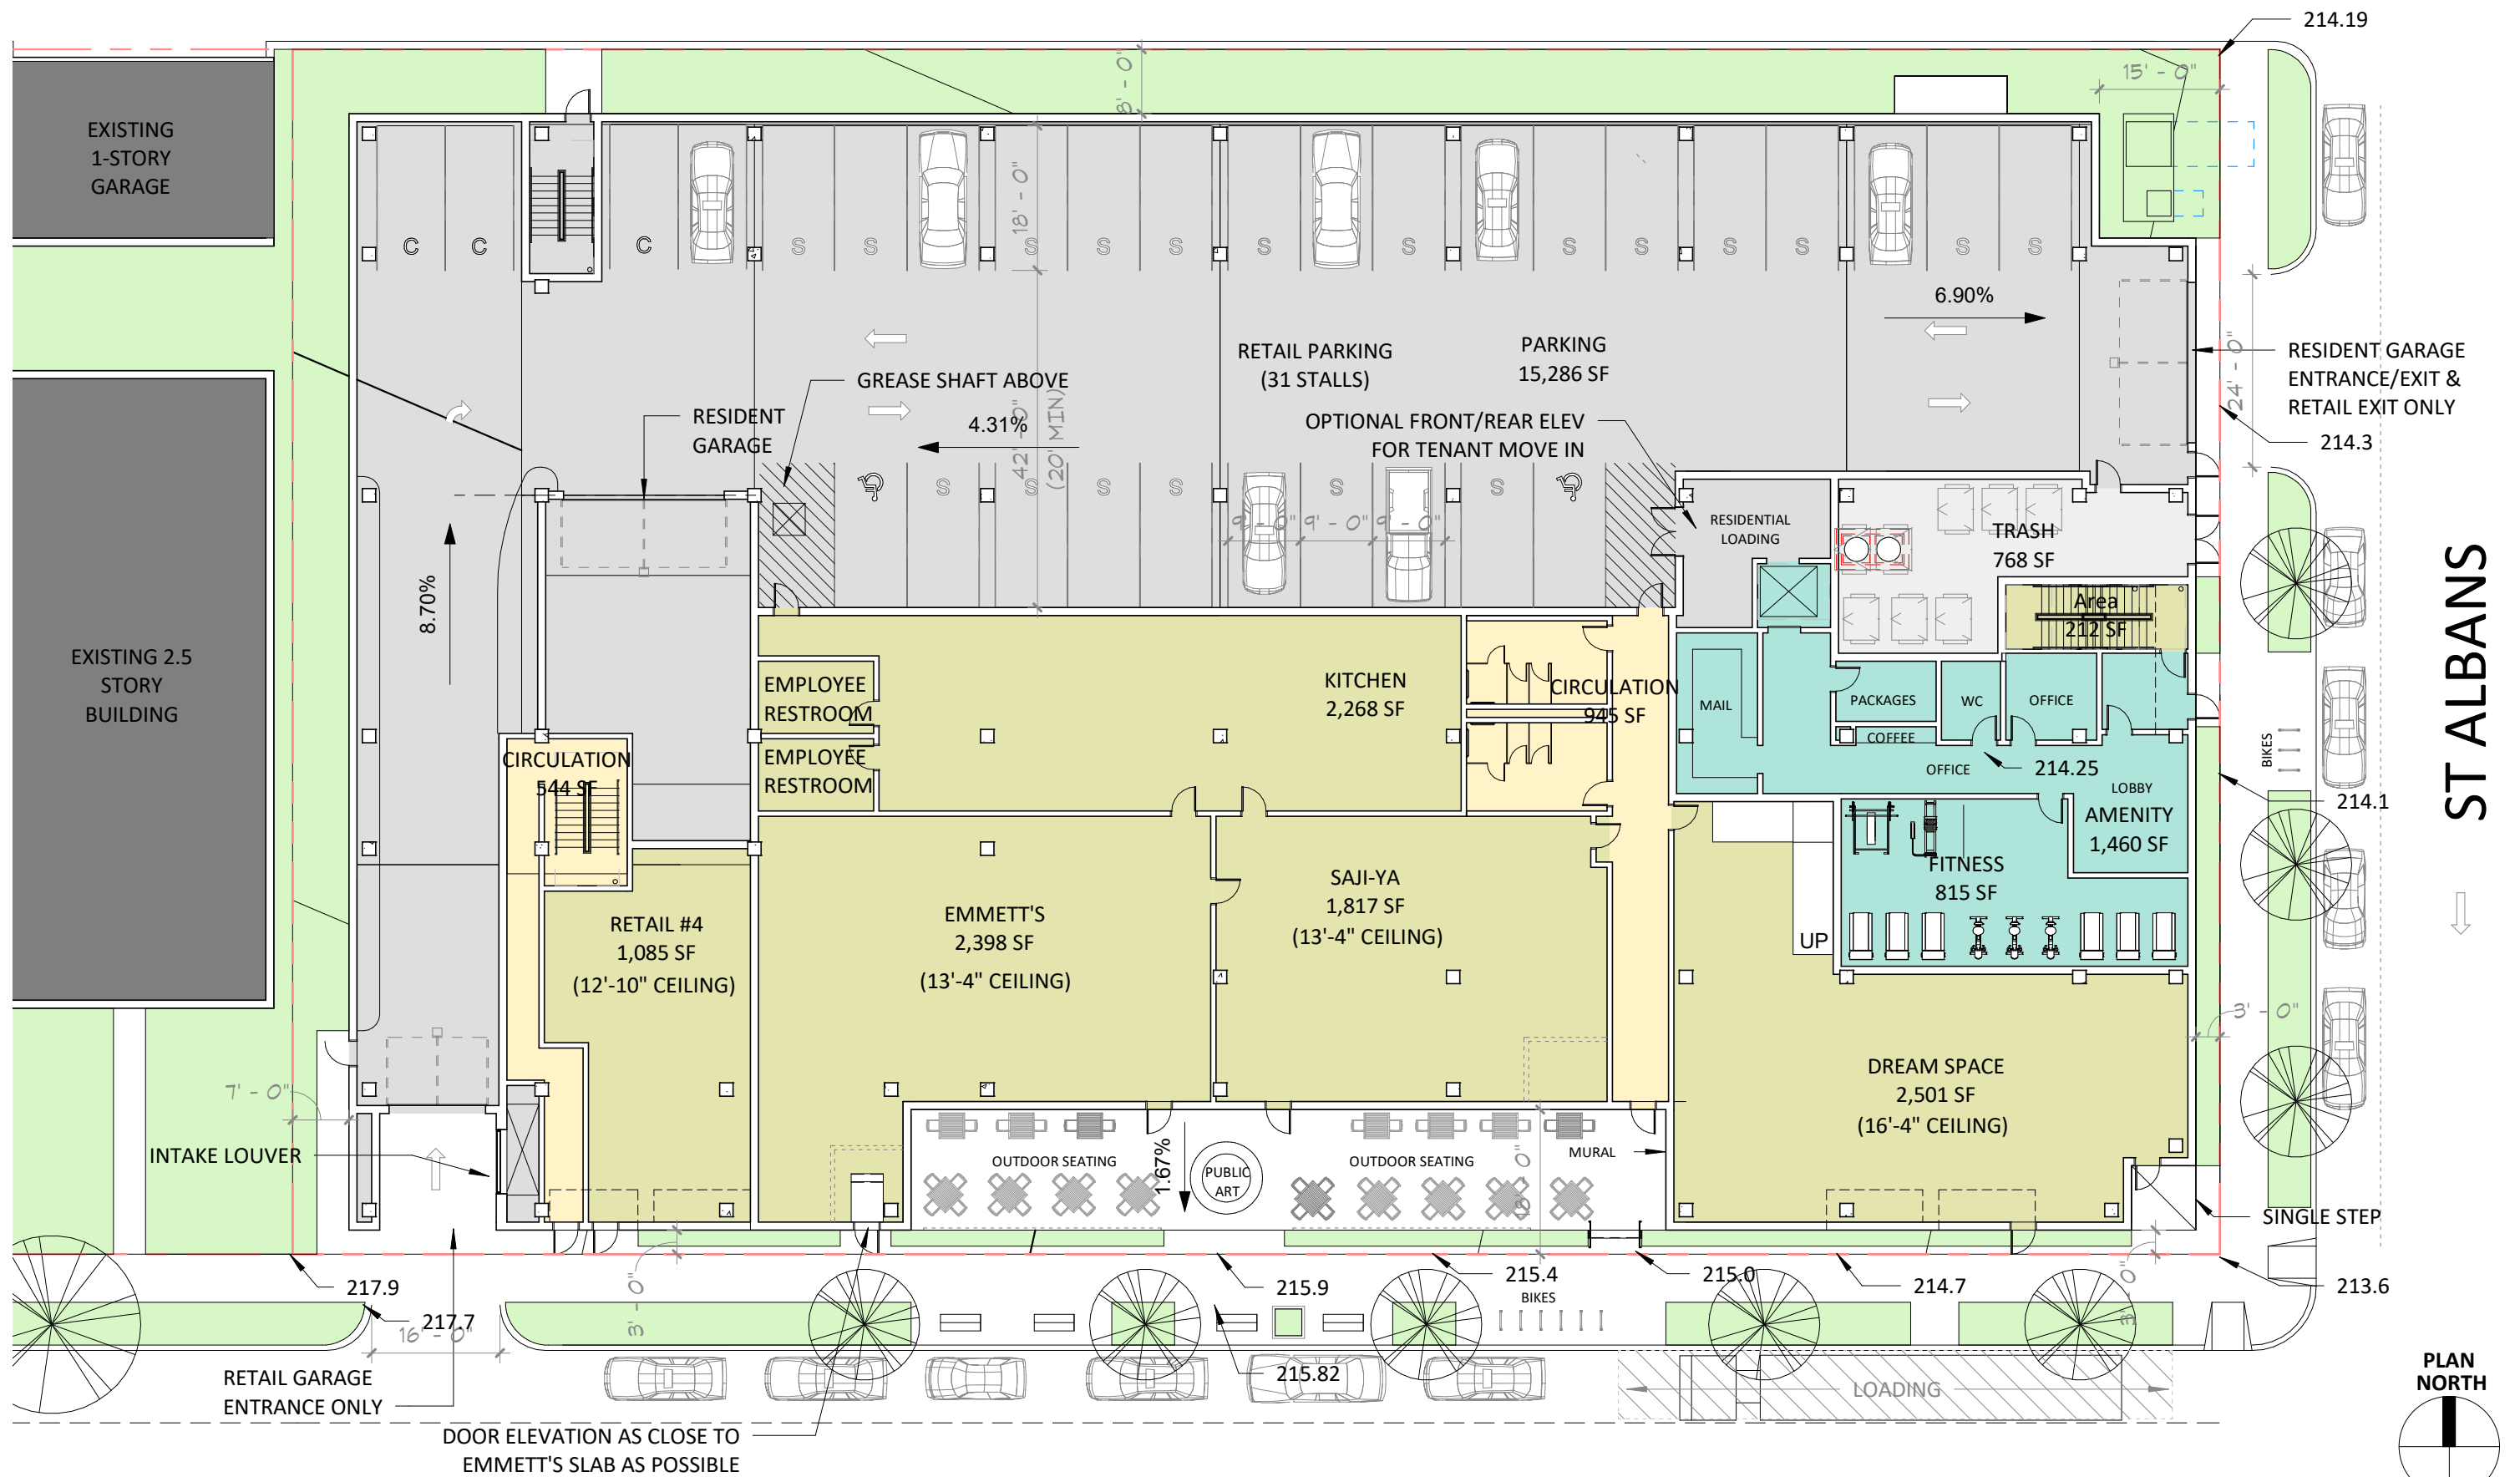 214.19
15' - 0"
8' - 0"
EXISTING
1-STORY
GARAGE
18' - 0"
C
C
C
S
S
S
S
S
S
S
S
S
S
S
S
S
6.90%
RETAIL PARKING
(31 STALLS)
PARKING
15,286 SF
RESIDENT GARAGE
ENTRANCE/EXIT &
RETAIL EXIT ONLY
24' - 0"
GREASE SHAFT ABOVE
RESIDENT
GARAGE
4.31%
42' - 0"
(20' MIN)
OPTIONAL FRONT/REAR ELEV
FOR TENANT MOVE IN
214.3
S
S
S
S
S
S
9' - 0"
9' - 0"
9' - 0"
RESIDENTIAL
LOADING
TRASH
768 SF
8.70%
Area
212 SF
ST ALBANS
EXISTING 2.5
STORY
BUILDING
EMPLOYEE
RESTROOM
KITCHEN
2,268 SF
CIRCULATION
945 SF
MAIL
PACKAGES
WC
OFFICE
COFFEE
BIKES
EMPLOYEE
RESTROOM
CIRCULATION
544 SF
OFFICE
214.25
LOBBY
AMENITY
1,460 SF
214.1
FITNESS
815 SF
RETAIL #4
1,085 SF
(12'-10" CEILING)
EMMETT'S
2,398 SF
(13'-4" CEILING)
SAJI-YA
1,817 SF
(13'-4" CEILING)
UP
3' - 0"
DREAM SPACE
2,501 SF
(16'-4" CEILING)
7' - 0"
INTAKE LOUVER
OUTDOOR SEATING
1.67%
PUBLIC
ART
OUTDOOR SEATING
MURAL
SINGLE STEP
217.9
217.7
16' - 0"
3' - 0"
215.9
215.4
BIKES
215.0
214.7
3' - 0"
213.6
215.82
LOADING
RETAIL GARAGE
ENTRANCE ONLY
DOOR ELEVATION AS CLOSE TO
EMMETT'S SLAB AS POSSIBLE
PLAN
NORTH